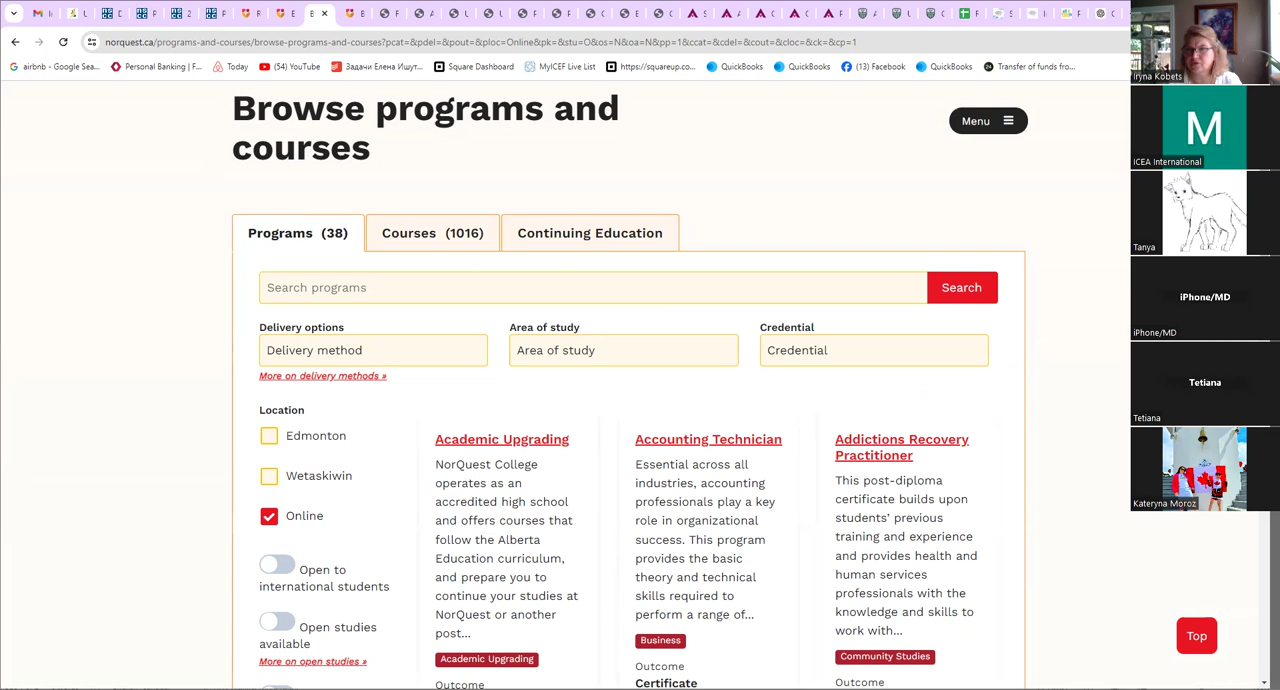 norquest.ca/programs-and-courses/browse-programs-and-courses?pcat=&pdel=&pout=&ploc=Online&pk=&stu=O&os=N&oa=N&pp=1&ccat=&cdel=&cout=&cloc=&ck=&cp=1
airbnb - Google Sea...
Personal Banking | F...
Today
(54) YouTube
Задачи Елена Ишут...
Square Dashboard
MyICEF Live List
https://squareup.co...
QuickBooks
QuickBooks
(13) Facebook
QuickBooks
Transfer of funds fro...
Browse programs and
courses
Menu
Programs (38)
Courses (1016)
Continuing Education
Search programs
Search
Delivery options
Area of study
Credential
Delivery method
Area of study
Credential
More on delivery methods »
Location
Edmonton
Wetaskiwin
Online
Open to
international students
Open studies
available
More on open studies »
Academic Upgrading
NorQuest College
operates as an
accredited high school
and offers courses that
follow the Alberta
Education curriculum,
and prepare you to
continue your studies at
NorQuest or another
post...
Academic Upgrading
Outcome
Accounting Technician
Essential across all
industries, accounting
professionals play a key
role in organizational
success. This program
provides the basic
theory and technical
skills required to
perform a range of...
Business
Outcome
Certificate
Addictions Recovery
Practitioner
This post-diploma
certificate builds upon
students' previous
training and experience
and provides health and
human services
professionals with the
knowledge and skills to
work with...
Community Studies
Outcome
Top
Iryna Kobets
M
ICEA International
Tanya
iPhone/MD
iPhone/MD
Tetiana
Tetiana
Kateryna Moroz